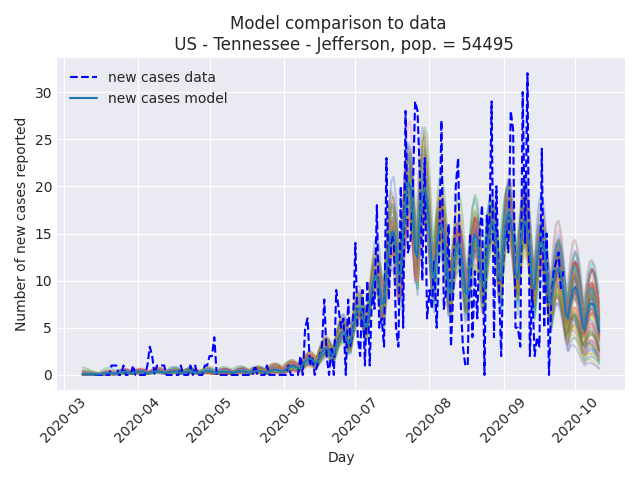 Model comparison to data
US - Tennessee - Jefferson, pop. = 54495
new cases data
new cases model
Number of new cases reported
30
25
20
15
10
5
0
2020-03
2020-04
2020-05
2020-06
2020-07
2020-08
2020-09
2020-10
Day